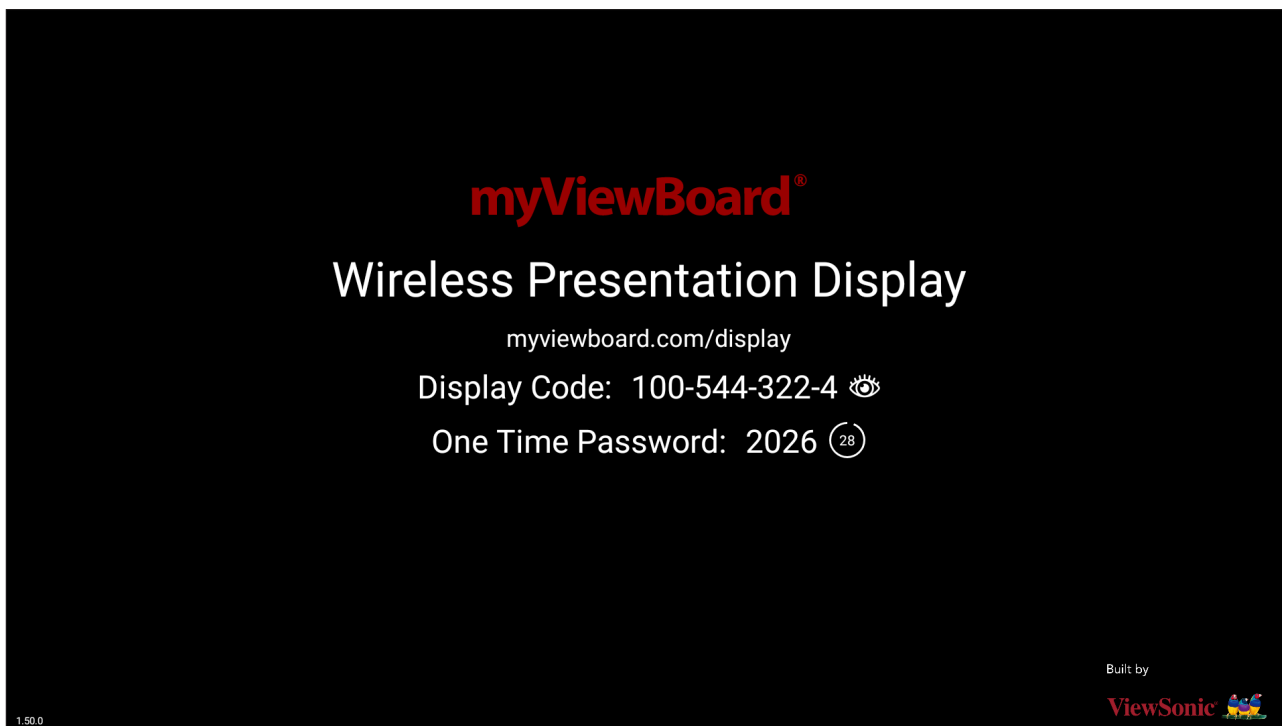 myViewBoard®
Wireless Presentation Display
myviewboard.com/display
Display Code: 100-544-322-4
One Time Password: 2026 28
Built by
ViewSonic
1.50.0